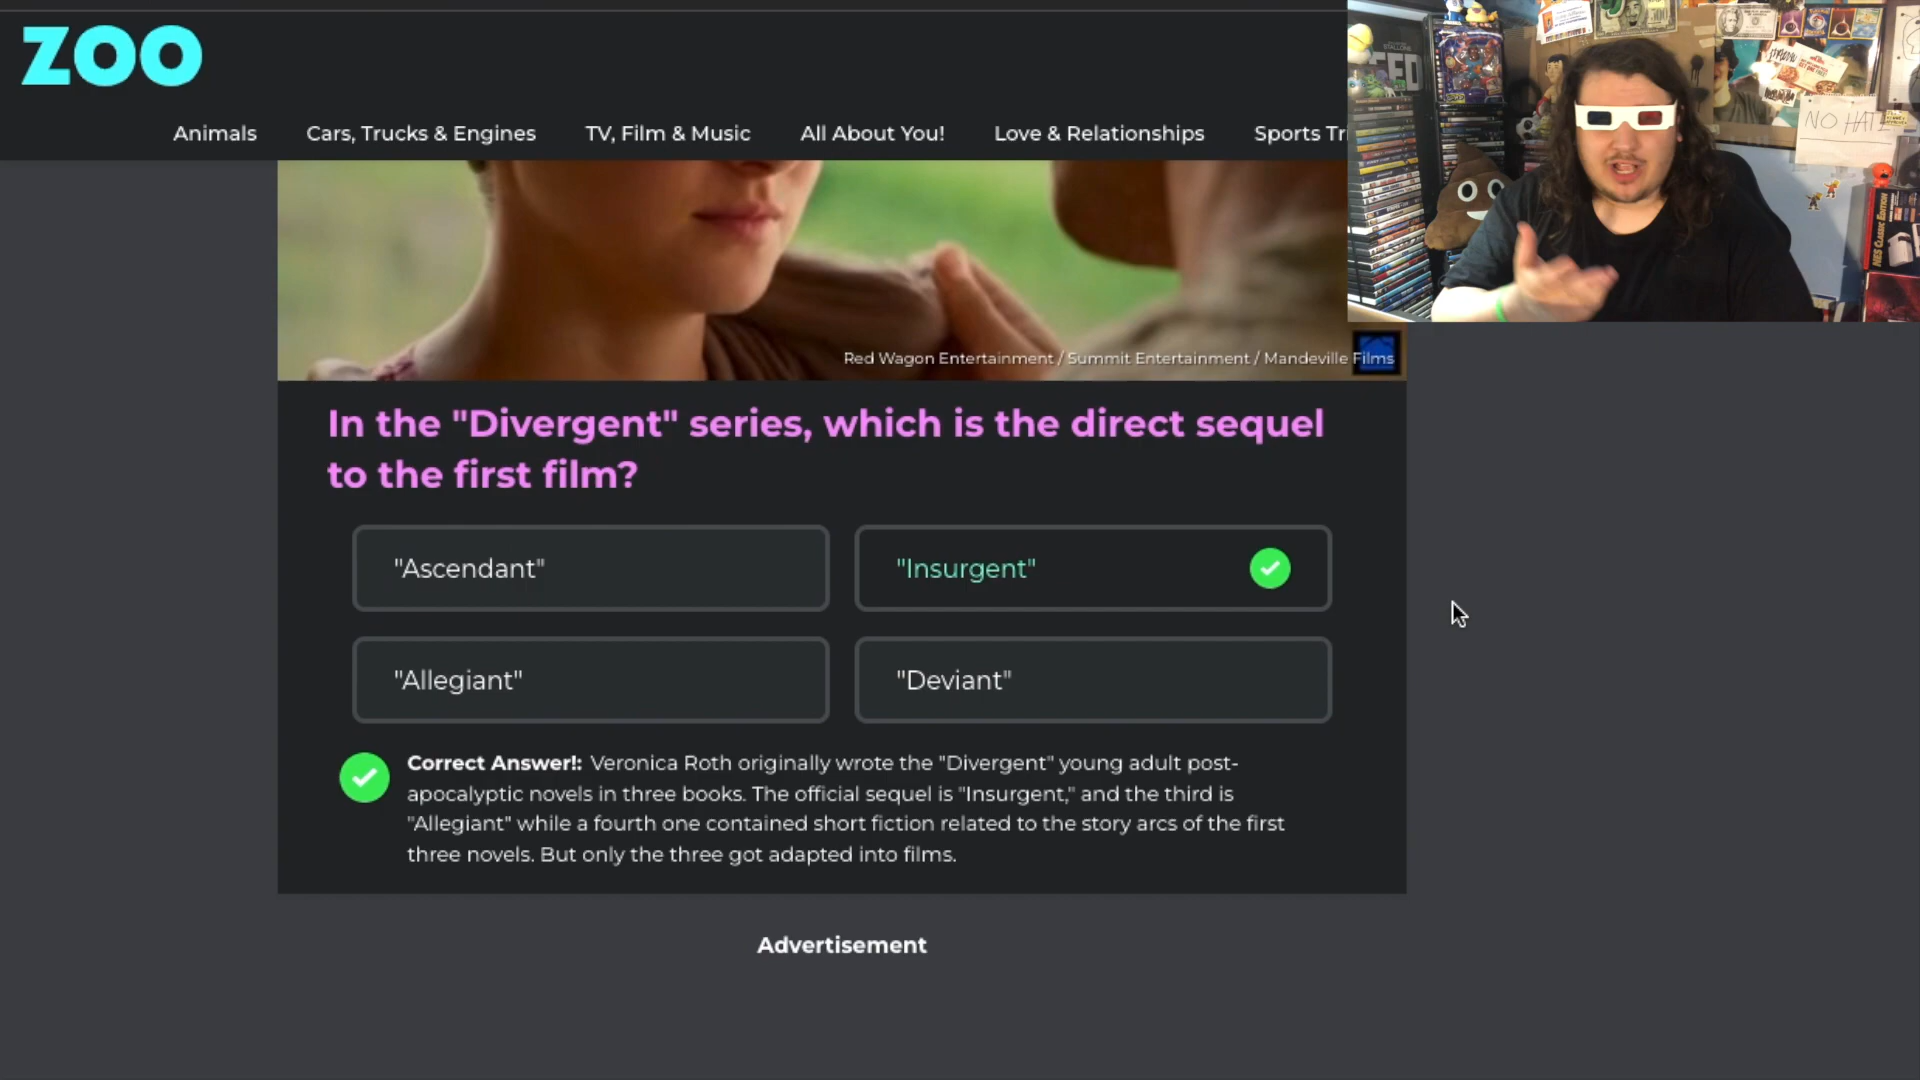 ZOO
Animals
Cars, Trucks & Engines
TV, Film & Music
All About You!
Love & Relationships
Sports Tr
NO HATE
NES CLASSIC EDITION
Red Wagon Entertainment / Summit Entertainment / Mandeville Films
In the "Divergent" series, which is the direct sequel
to the first film?
"Ascendant"
"Insurgent"
"Allegiant"
"Deviant"
Correct Answer!: Veronica Roth originally wrote the "Divergent" young adult post-
apocalyptic novels in three books. The official sequel is "Insurgent," and the third is
"Allegiant" while a fourth one contained short fiction related to the story arcs of the first
three novels. But only the three got adapted into films.
Advertisement